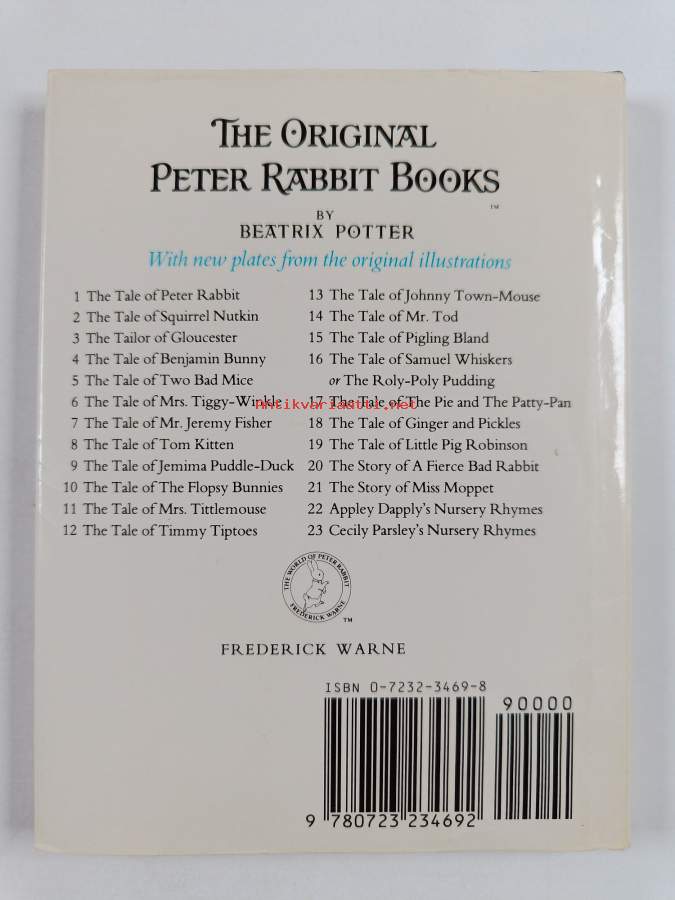 THE ORIGINAL
PETER RABBIT BOOKS
™
BY
BEATRIX POTTER
With new plates from the original illustrations
1 The Tale of Peter Rabbit
2 The Tale of Squirrel Nutkin
3 The Tailor of Gloucester
4 The Tale of Benjamin Bunny
5 The Tale of Two Bad Mice
6 The Tale of Mrs. Tiggy-Winkle
7 The Tale of Mr. Jeremy Fisher
8 The Tale of Tom Kitten
9 The Tale of Jemima Puddle-Duck
10 The Tale of The Flopsy Bunnies
11 The Tale of Mrs. Tittlemouse
12 The Tale of Timmy Tiptoes
13 The Tale of Johnny Town-Mouse
14 The Tale of Mr. Tod
15 The Tale of Pigling Bland
16 The Tale of Samuel Whiskers
or The Roly-Poly Pudding
17 The Tale of The Pie and The Patty-Pan
18 The Tale of Ginger and Pickles
19 The Tale of Little Pig Robinson
20 The Story of A Fierce Bad Rabbit
21 The Story of Miss Moppet
22 Appley Dapply's Nursery Rhymes
23 Cecily Parsley's Nursery Rhymes
Antikvariaatti.net
THE WORLD OF PETER RABBIT
FREDERICK WARNE
™
FREDERICK WARNE
ISBN 0-7232-3469-8
90000
9 780723 234692